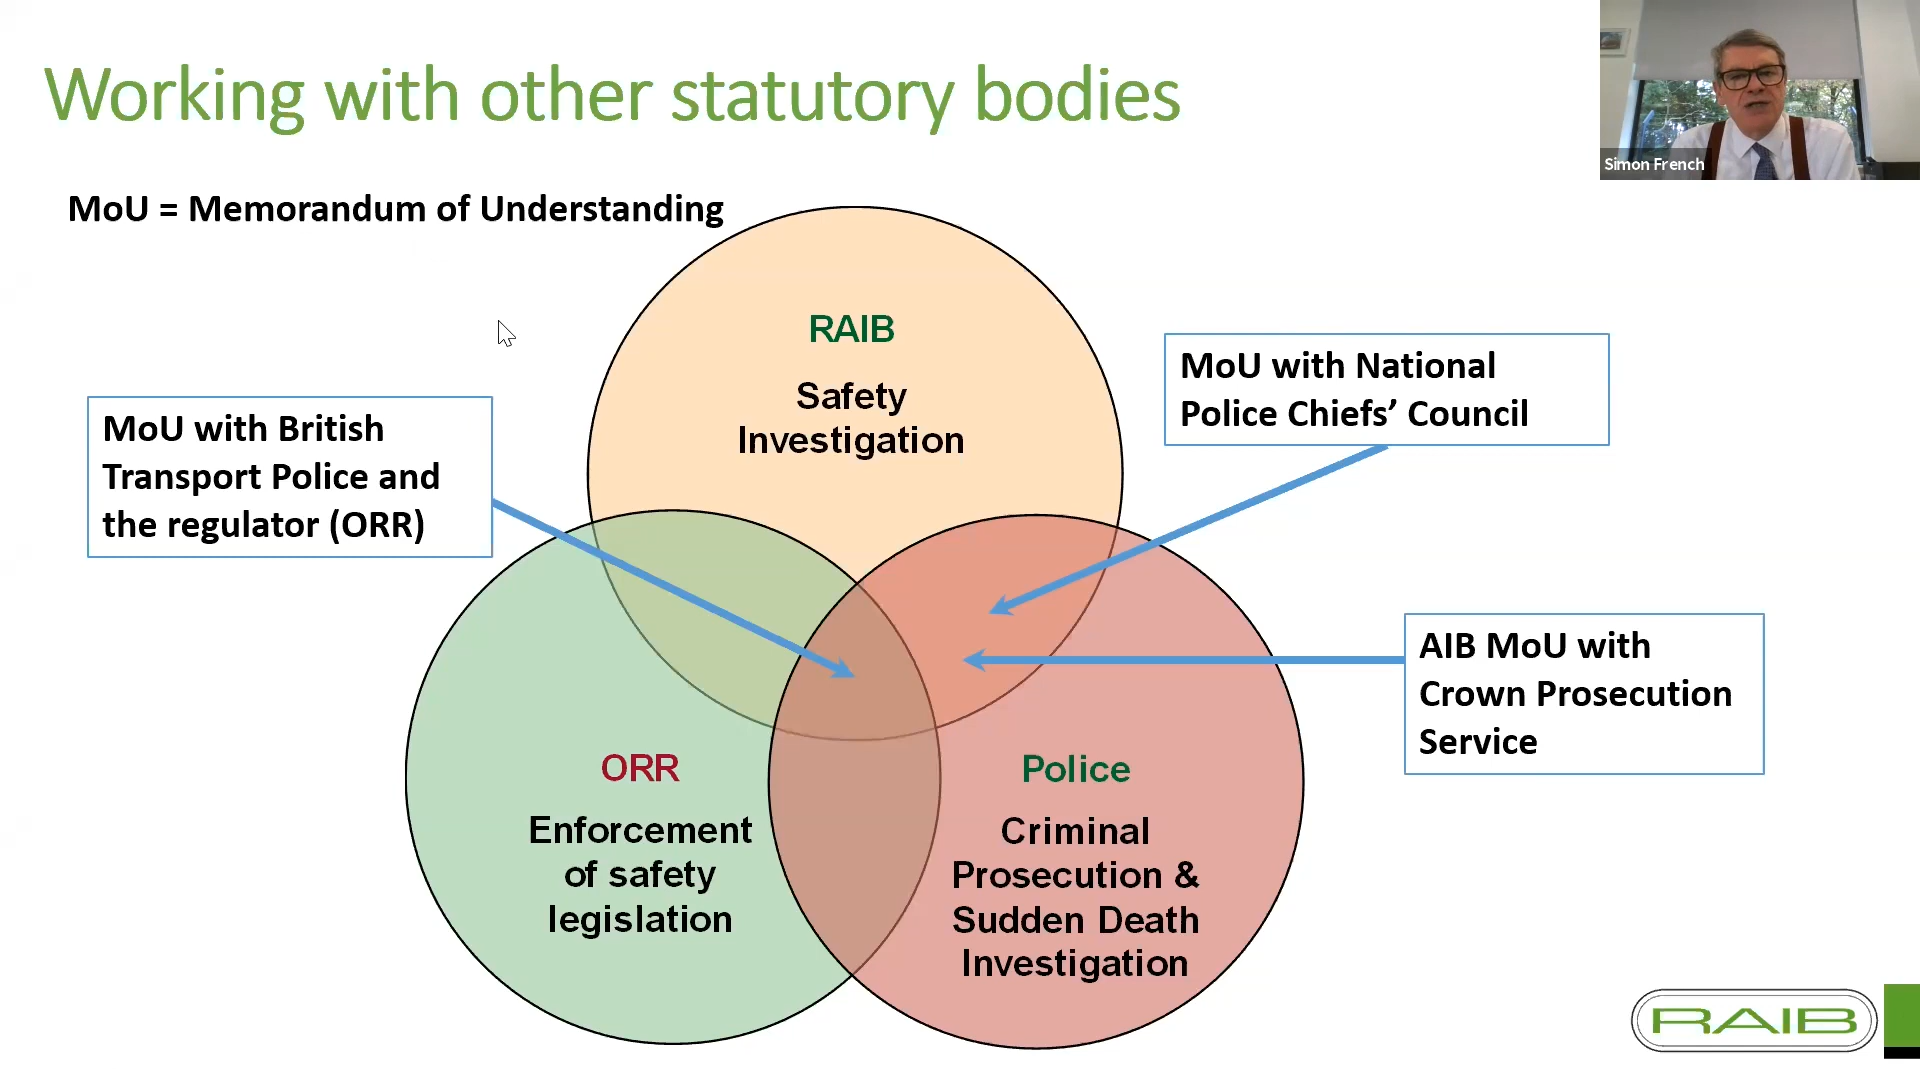 Working with other statutory bodies
Simon French
MoU = Memorandum of Understanding
RAIB
Safety
Investigation
MoU with National
Police Chiefs’ Council
MoU with British
Transport Police and
the regulator (ORR)
AIB MoU with
Crown Prosecution
Service
ORR
Enforcement
of safety
legislation
Police
Criminal
Prosecution &
Sudden Death
Investigation
RAIB